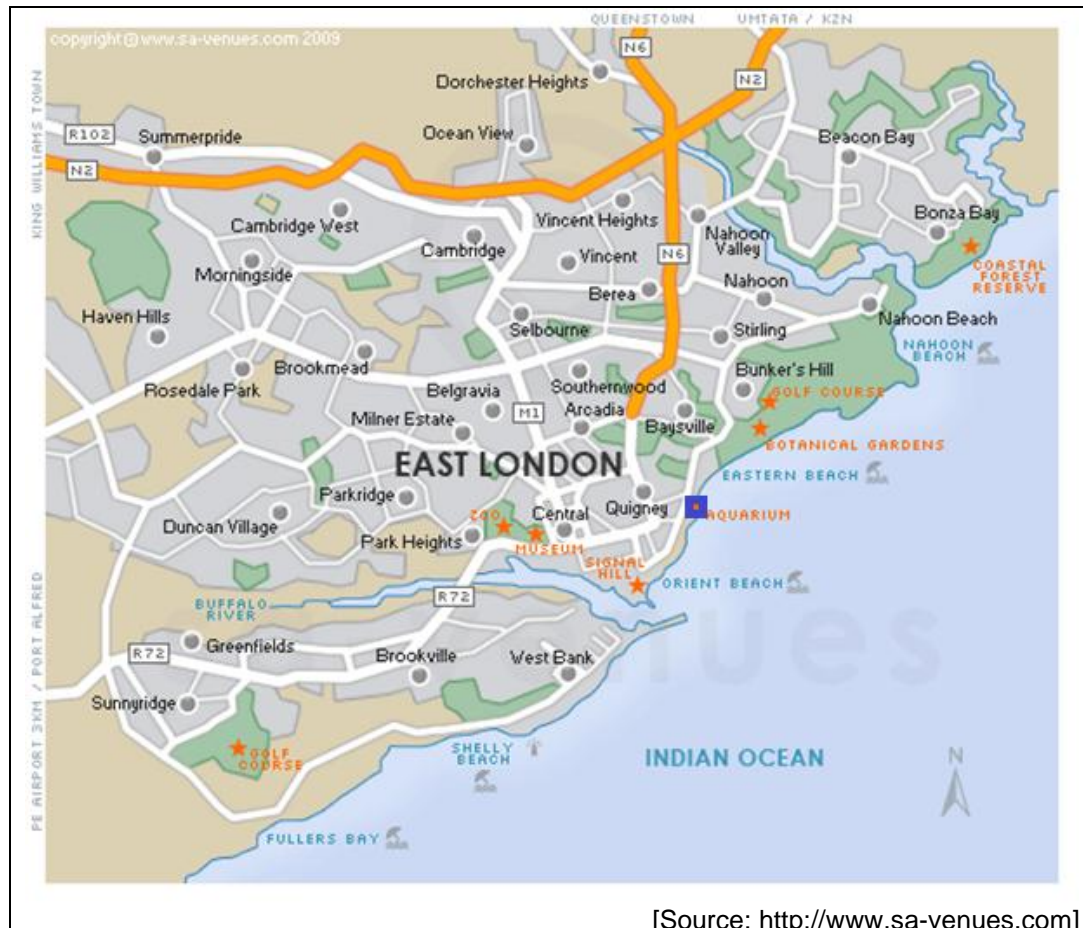 QUEENSTOWN
UMTATA / KZN
copyright@www.sa-venues.com 2009
N6
N2
Dorchester Heights
KING WILLIAMS TOWN
R102
Summerpride
Ocean View
Beacon Bay
N2
Cambridge West
Vincent Heights
Bonza Bay
Cambridge
Vincent
N6
Nahoon
Valley
COASTAL
FOREST
RESERVE
Morningside
Berea
Nahoon
Haven Hills
Selbourne
Stirling
Nahoon Beach
NAHOON
BEACH
Brookmead
Rosedale Park
Belgravia
Southernwood
Bunker's Hill
GOLF COURSE
M1
Arcadia
Milner Estate
Baysville
BOTANICAL GARDENS
EAST LONDON
EASTERN BEACH
Parkridge
Quigney
AQUARIUM
Duncan Village
ZOO
Central
Park Heights
MUSEUM
SIGNAL
HILL
ORIENT BEACH
BUFFALO
RIVER
R72
PE AIRPORT 3KM / PORT ALFRED
Greenfields
R72
Brookville
West Bank
Sunnyridge
venues
GOLF
COURSE
SHELLY
BEACH
INDIAN OCEAN
N
FULLERS BAY
[Source: http://www.sa-venues.com]